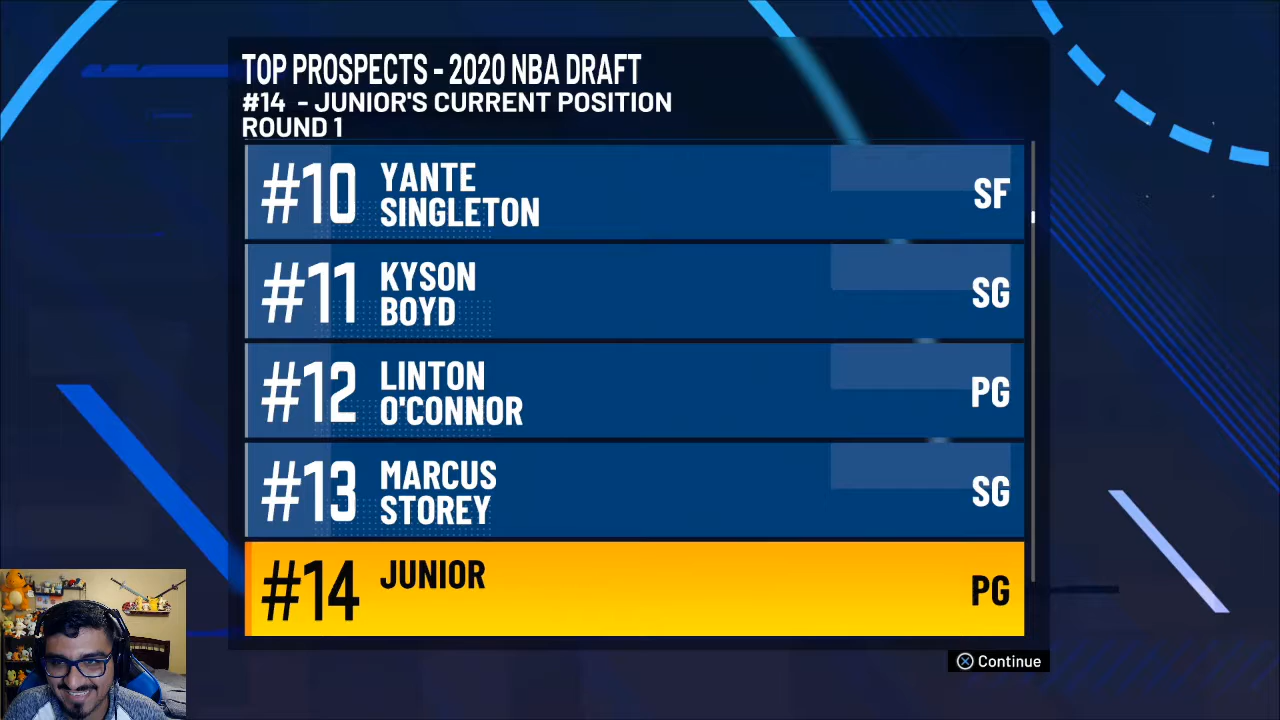 TOP PROSPECTS - 2020 NBA DRAFT
#14 - JUNIOR'S CURRENT POSITION
ROUND 1
#10 YANTE SINGLETON SF
#11 KYSON BOYD SG
#12 LINTON O'CONNOR PG
#13 MARCUS STOREY SG
#14 JUNIOR PG
Continue